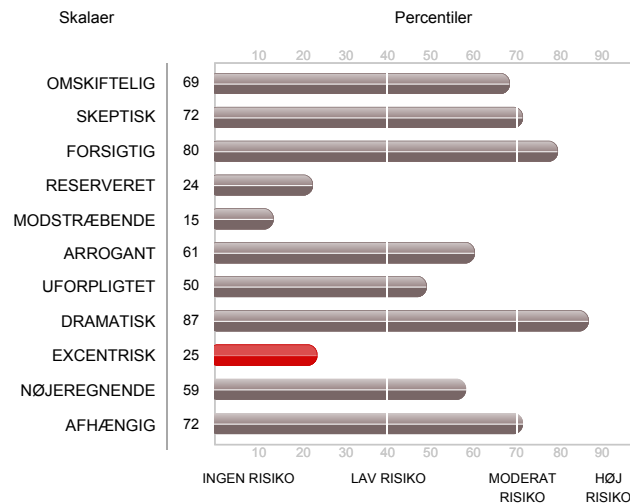 Skalaer Percentiler
10 20 30 40 50 60 70 80 90
OMSKIFTELIG 69
SKEPTISK 72
FORSIGTIG 80
RESERVERET 24
MODSTRÆBENDE 15
ARROGANT 61
UFORPLIGTET 50
DRAMATISK 87
EXCENTRISK 25
NØJEREGNENDE 59
AFHÆNGIG 72
10 20 30 40 50 60 70 80 90
INGEN RISIKO LAV RISIKO MODERAT HØJ
RISIKO RISIKO